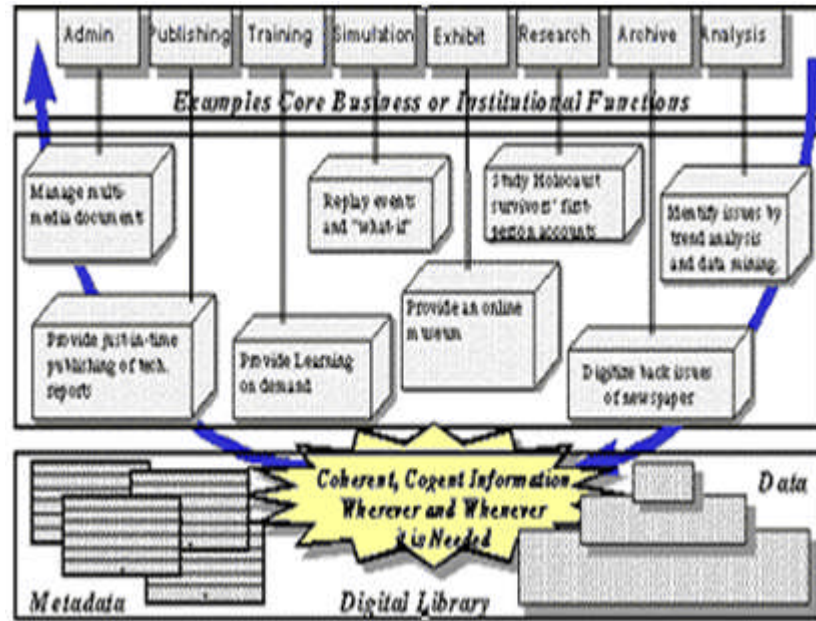 Admin
Publishing
Training
Simulation
Exhibit
Research
Archive
Analysis
Examples Core Business or Institutional Functions
Manage multi-
media document
Replay events
and "what-if"
Study Holocaust
survivors' first-
person accounts
Identify issues by
trend analysis
and data mining.
Provide just-in-time
publishing of tech.
reports
Provide Learning
on demand
Provide an online
museum
Digitize back issues
of newspaper
Coherent, Cogent Information
Wherever and Whenever
it is Needed
Data
Metadata
Digital Library